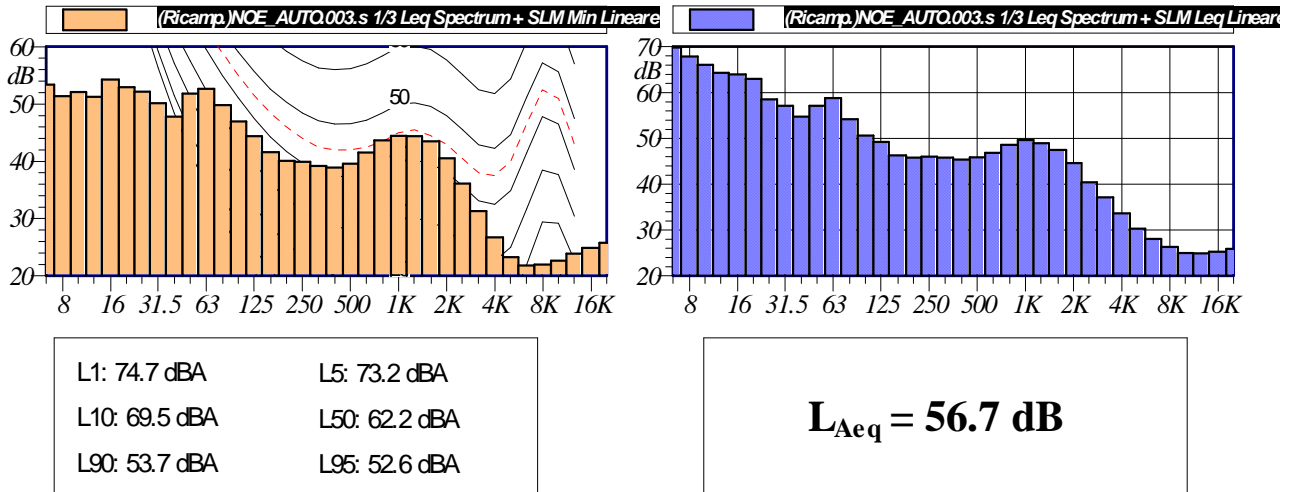 (Ricamp.)NOE_AUTO.003.s 1/3 Leq Spectrum + SLM Min Lineare
60
dB
50
40
30
20
50
8 16 31.5 63 125 250 500 1K 2K 4K 8K 16K
(Ricamp.)NOE_AUTO.003.s 1/3 Leq Spectrum + SLM Leq Lineare
70
dB
60
50
40
30
20
8 16 31.5 63 125 250 500 1K 2K 4K 8K 16K
L1: 74.7 dBA L5: 73.2 dBA
L10: 69.5 dBA L50: 62.2 dBA
L90: 53.7 dBA L95: 52.6 dBA
LAeq = 56.7 dB